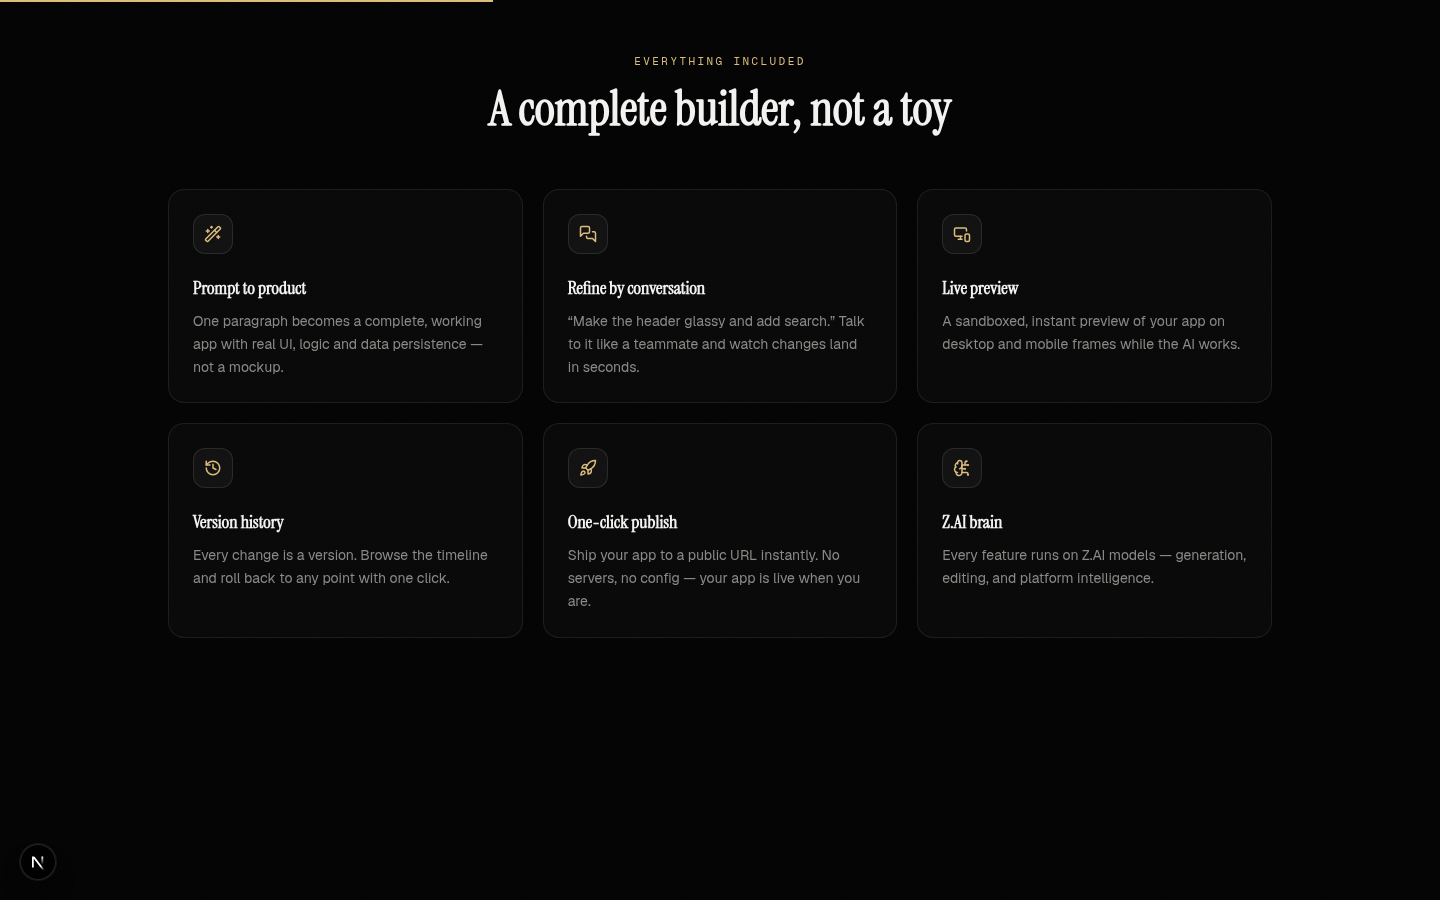 EVERYTHING INCLUDED
A complete builder, not a toy
Prompt to product
One paragraph becomes a complete, working
app with real UI, logic and data persistence —
not a mockup.
Refine by conversation
“Make the header glassy and add search.” Talk
to it like a teammate and watch changes land
in seconds.
Live preview
A sandboxed, instant preview of your app on
desktop and mobile frames while the AI works.
Version history
Every change is a version. Browse the timeline
and roll back to any point with one click.
One-click publish
Ship your app to a public URL instantly. No
servers, no config — your app is live when you
are.
Z.AI brain
Every feature runs on Z.AI models — generation,
editing, and platform intelligence.
N